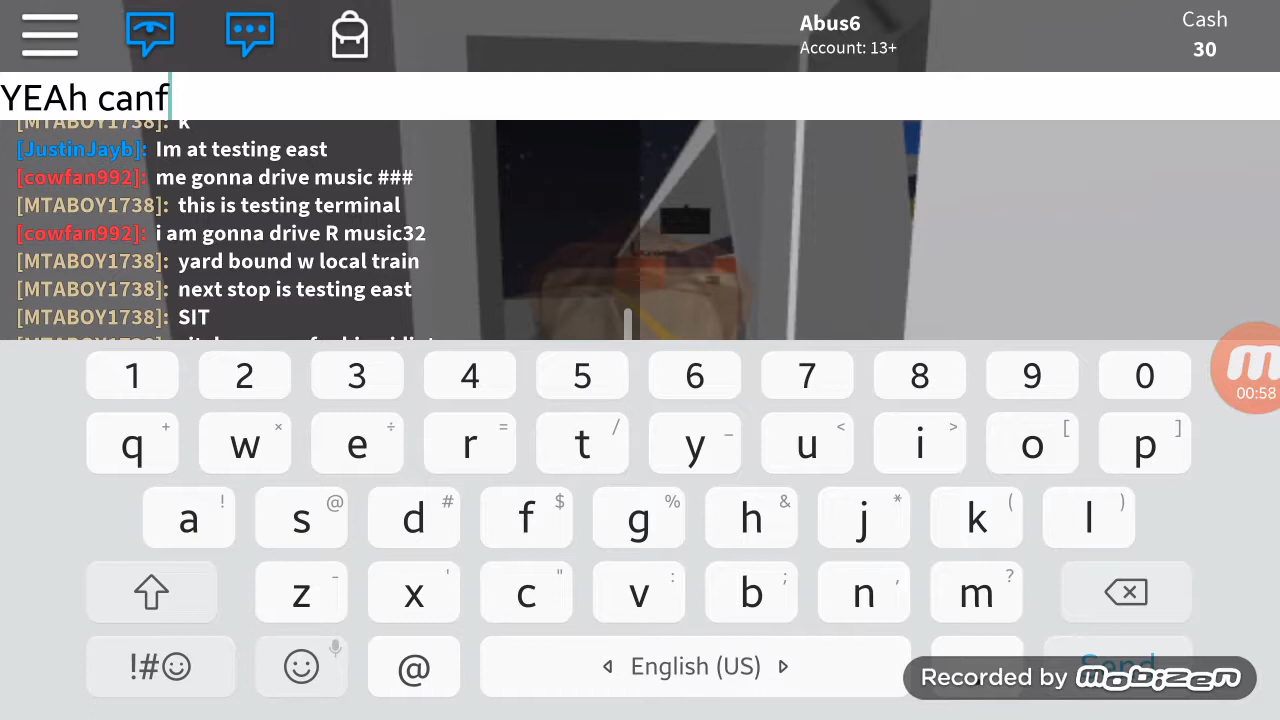 Abus6
Account: 13+
Cash
30
YEAh canf
[MTABOY1738]: k
[JustinJayb]: Im at testing east
[cowfan992]: me gonna drive music ###
[MTABOY1738]: this is testing terminal
[cowfan992]: i am gonna drive R music32
[MTABOY1738]: yard bound w local train
[MTABOY1738]: next stop is testing east
[MTABOY1738]: SIT
00:58
1 2 3 4 5 6 7 8 9 0
q + w × e ÷ r = t / y _ u < i > o [ p ]
a ! s @ d # f $ g % h & j * k ( l )
z - x ' c " v : b ; n , m ?
!#☺ @ English (US) Send
Recorded by mobizen